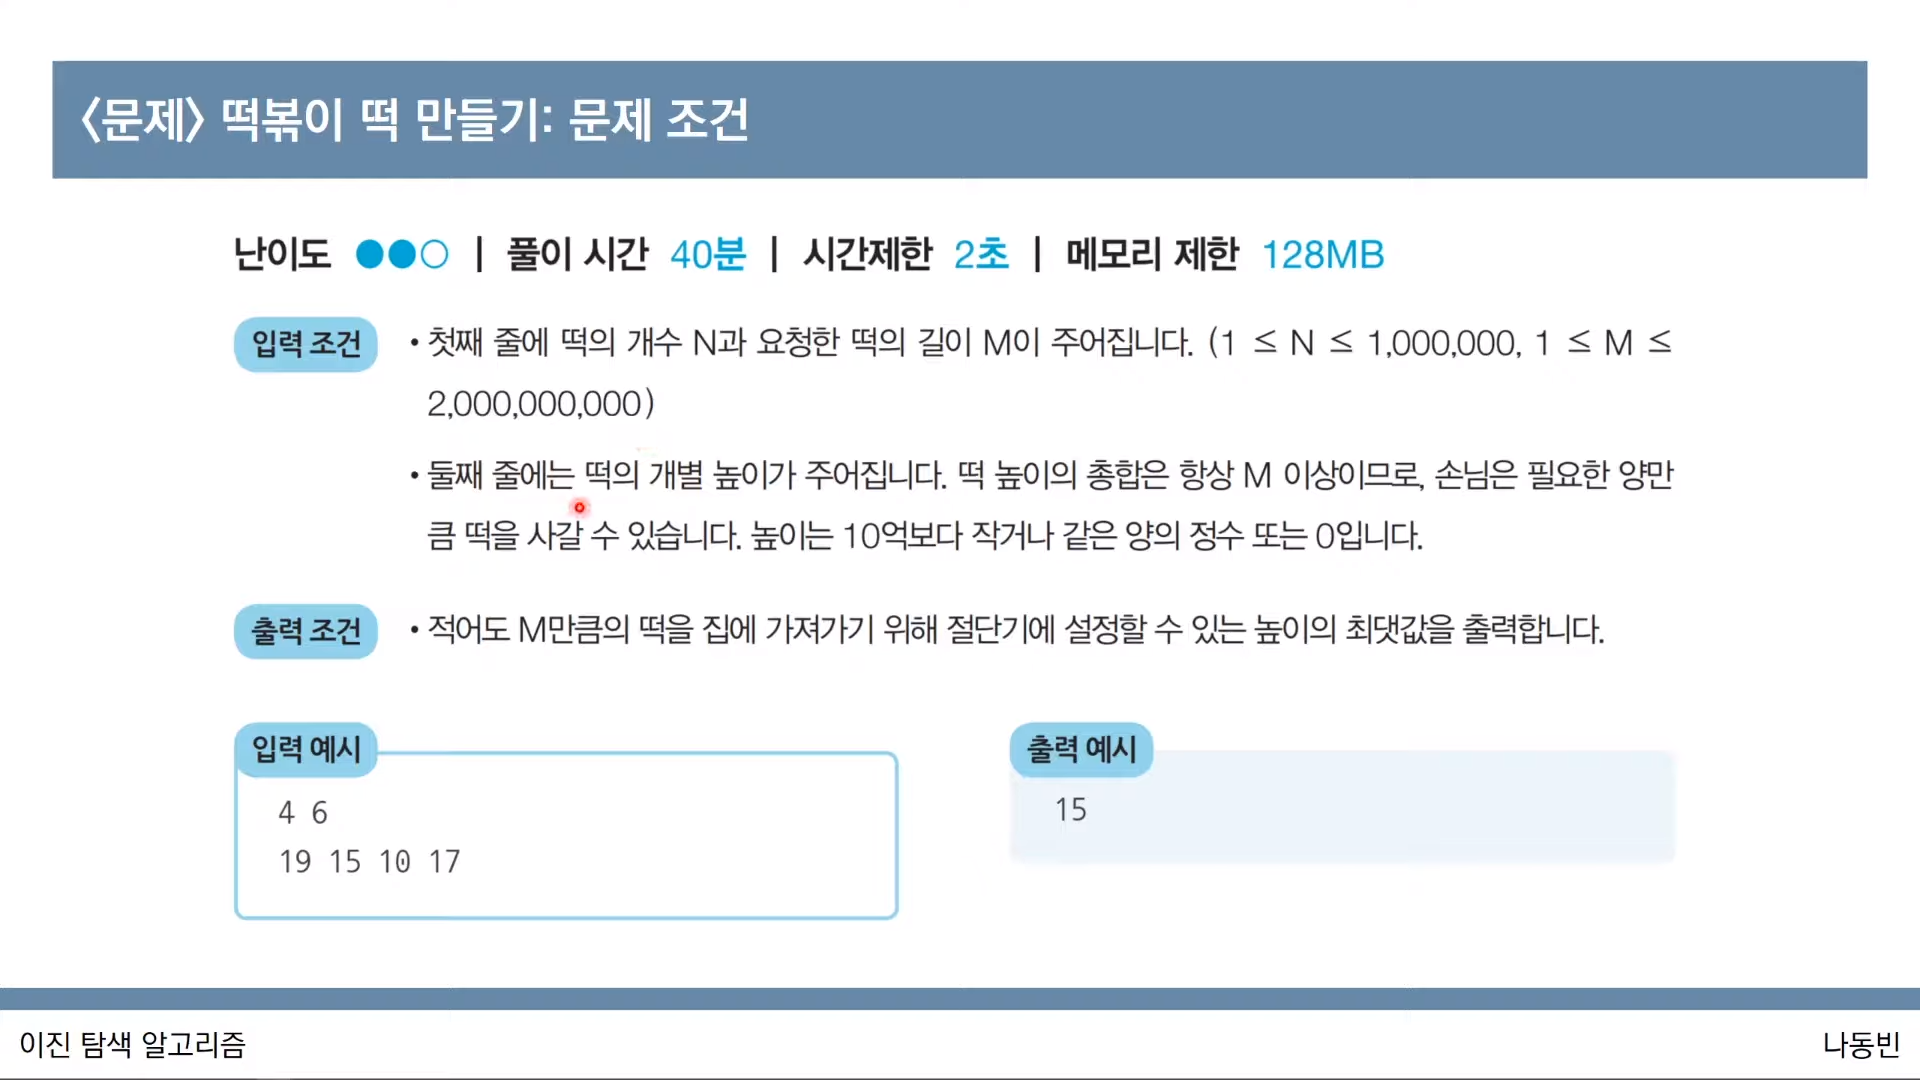 <문제> 떡볶이 떡 만들기: 문제 조건
난이도 ●●○ | 풀이 시간 40분 | 시간제한 2초 | 메모리 제한 128MB
입력 조건 • 첫째 줄에 떡의 개수 N과 요청한 떡의 길이 M이 주어집니다. (1 ≤ N ≤ 1,000,000, 1 ≤ M ≤
2,000,000,000)
• 둘째 줄에는 떡의 개별 높이가 주어집니다. 떡 높이의 총합은 항상 M 이상이므로, 손님은 필요한 양만
큼 떡을 사갈 수 있습니다. 높이는 10억보다 작거나 같은 양의 정수 또는 0입니다.
출력 조건 • 적어도 M만큼의 떡을 집에 가져가기 위해 절단기에 설정할 수 있는 높이의 최댓값을 출력합니다.
입력 예시
4 6
19 15 10 17
출력 예시
15
이진 탐색 알고리즘
나동빈